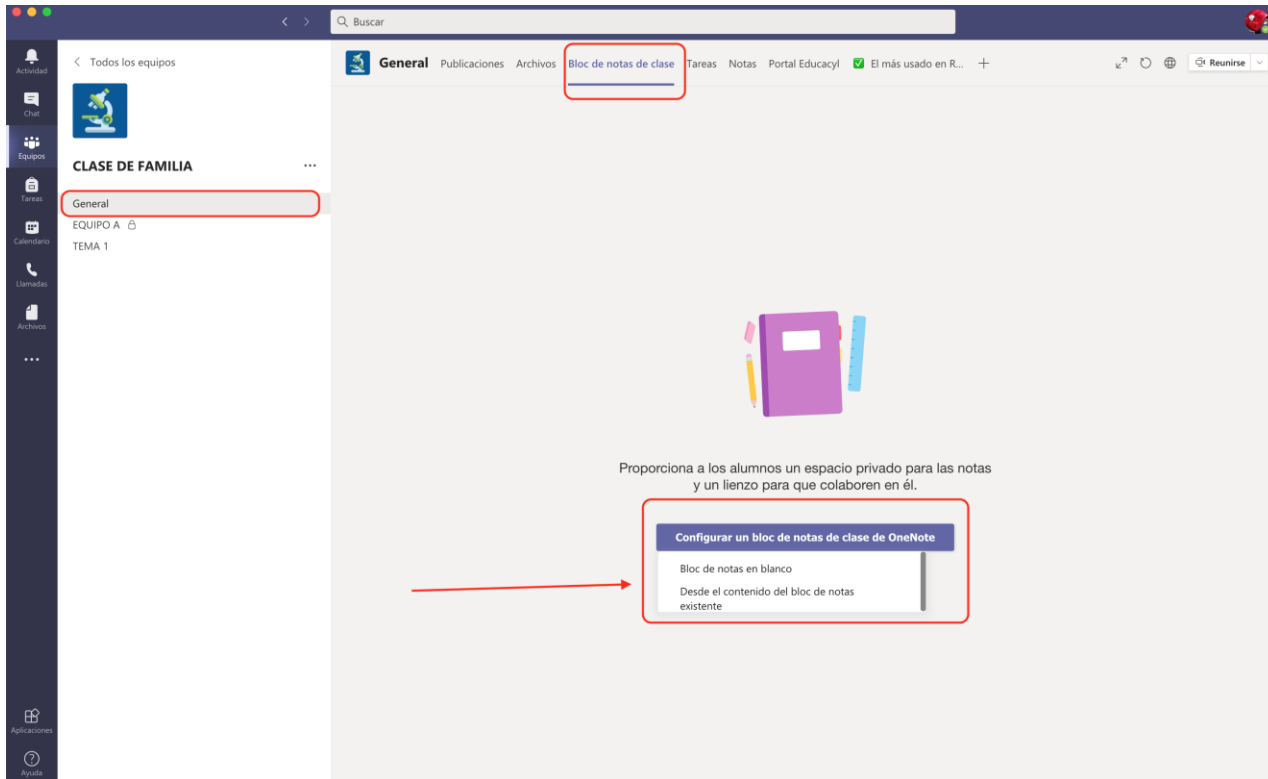 Buscar
Actividad
Chat
Equipos
Tareas
Calendario
Llamadas
Archivos
Aplicaciones
Ayuda
Todos los equipos
CLASE DE FAMILIA
General
EQUIPO A
TEMA 1
General Publicaciones Archivos Bloc de notas de clase Tareas Notas Portal Educacyl El más usado en R... Reunirse
Proporciona a los alumnos un espacio privado para las notas
y un lienzo para que colaboren en él.
Configurar un bloc de notas de clase de OneNote
Bloc de notas en blanco
Desde el contenido del bloc de notas
existente